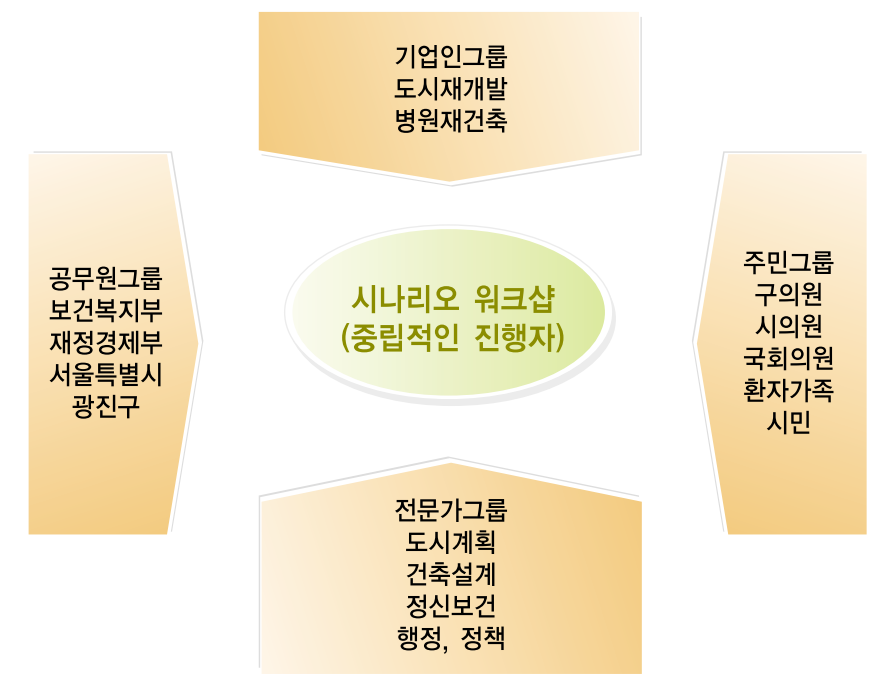 기업인그룹
도시재개발
병원재건축
공무원그룹
보건복지부
재정경제부
서울특별시
광진구
시나리오 워크샵
(중립적인 진행자)
주민그룹
구의원
시의원
국회의원
환자가족
시민
전문가그룹
도시계획
건축설계
정신보건
행정, 정책